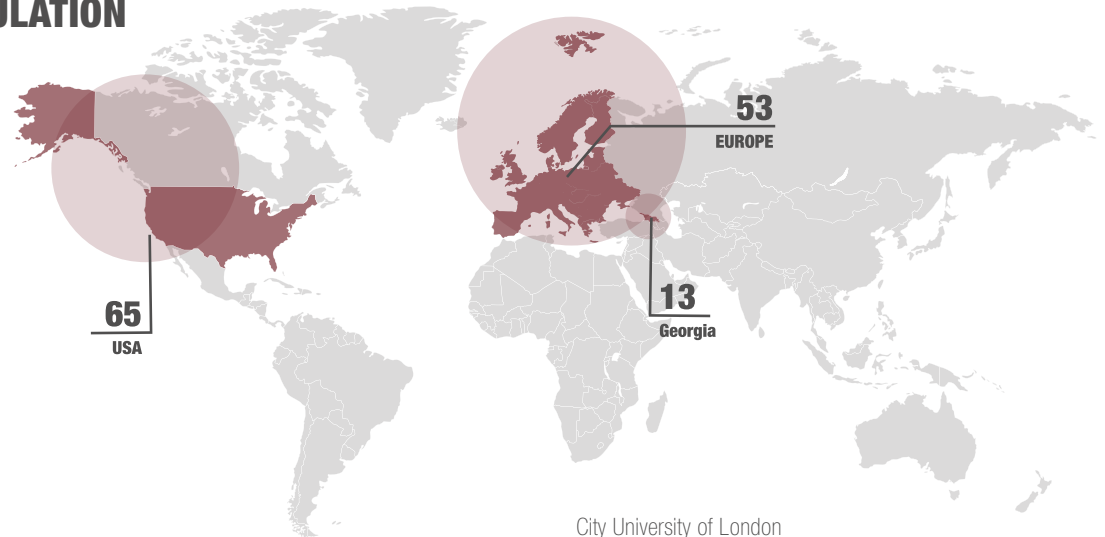 ULATION
53
EUROPE
13
Georgia
65
USA
City University of London